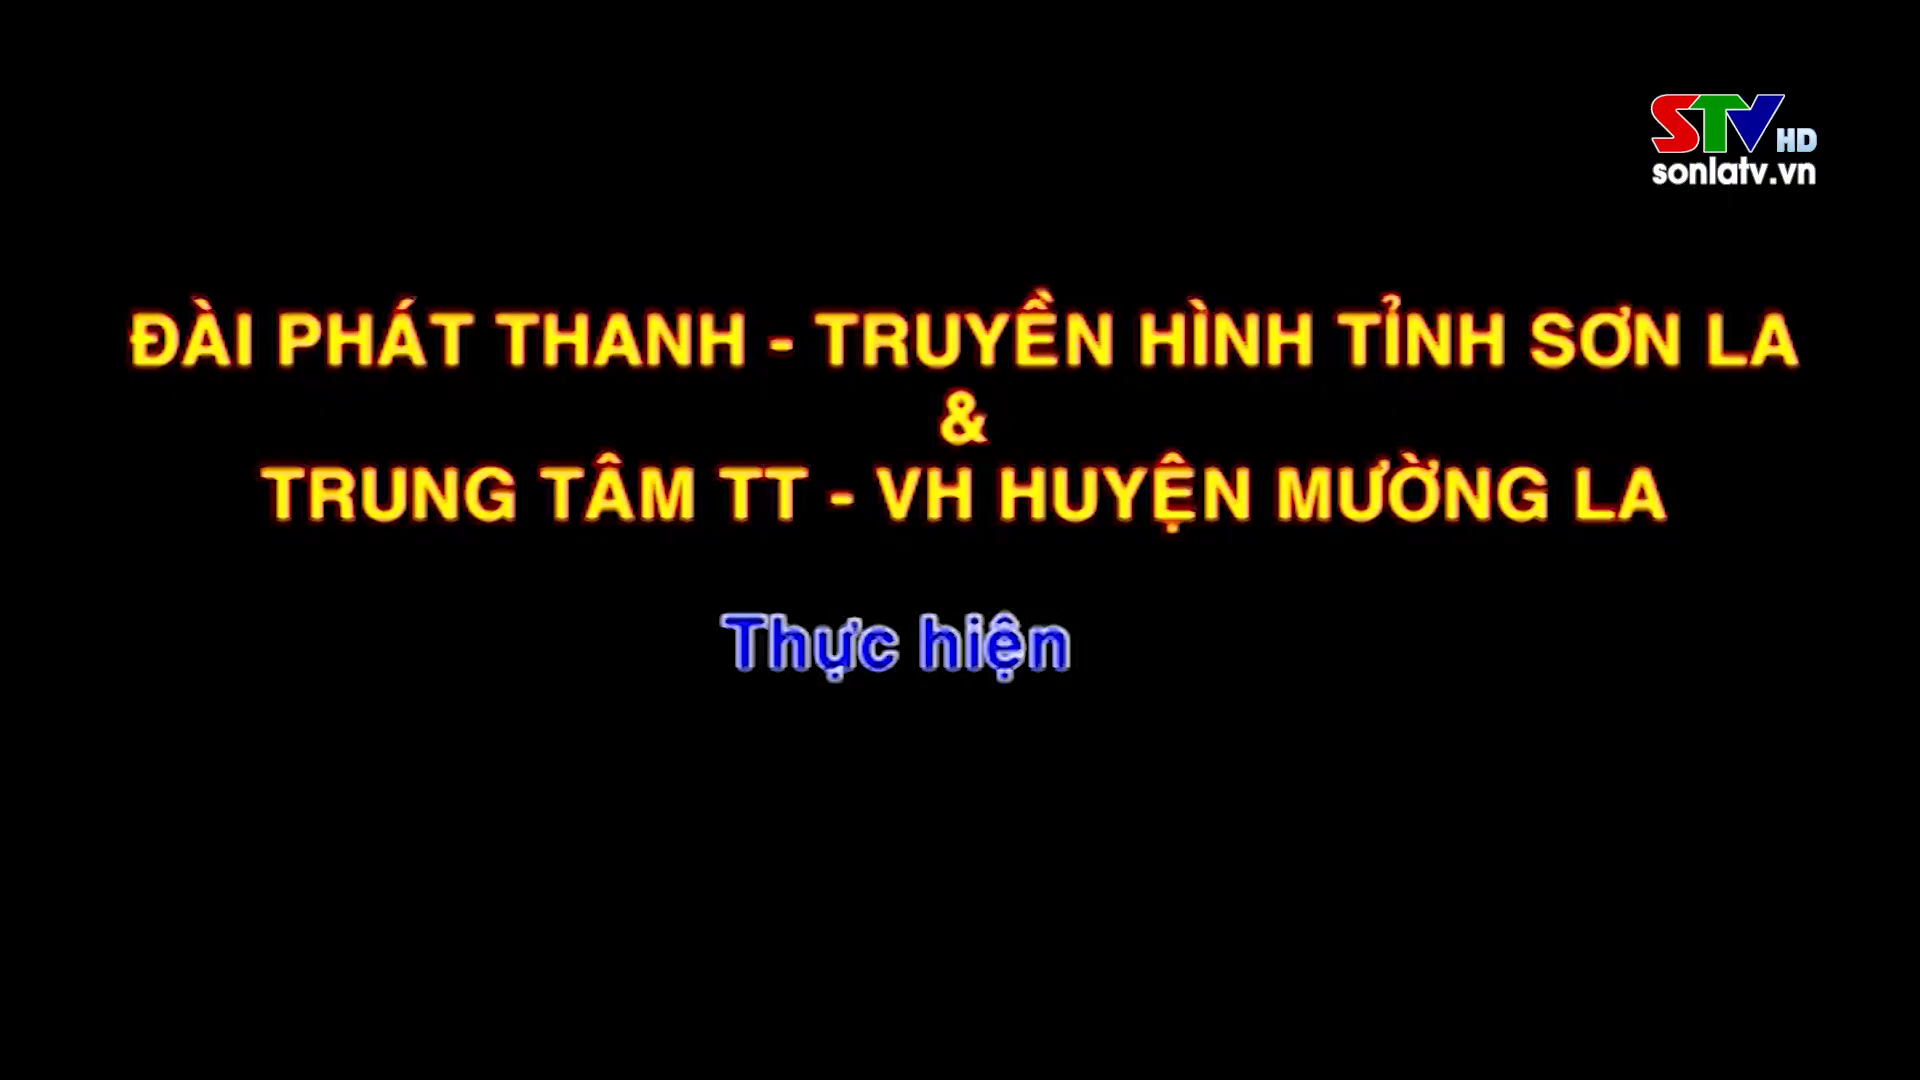 STV HD
sonlatv.vn
ĐÀI PHÁT THANH - TRUYỀN HÌNH TỈNH SƠN LA
&
TRUNG TÂM TT - VH HUYỆN MƯỜNG LA
Thực hiện